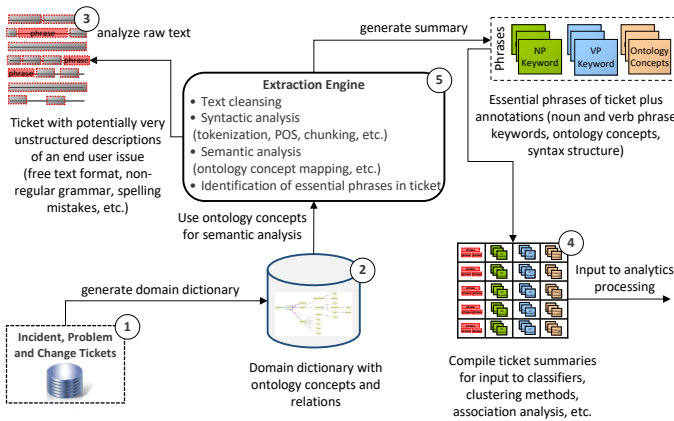 3
analyze raw text
phrase
phrase
phrase
Ticket with potentially very
unstructured descriptions
of an end user issue
(free text format, non-
regular grammar, spelling
mistakes, etc.)
generate summary
5
Extraction Engine
• Text cleansing
• Syntactic analysis
(tokenization, POS, chunking, etc.)
• Semantic analysis
(ontology concept mapping, etc.)
• Identification of essential phrases in ticket
Phrases
NP
Keyword
VP
Keyword
Ontology
Concepts
Essential phrases of ticket plus
annotations (noun and verb phrase
keywords, ontology concepts,
syntax structure)
Use ontology concepts
for semantic analysis
2
generate domain dictionary
1
Incident, Problem
and Change Tickets
Domain dictionary with
ontology concepts and
relations
4
Input to analytics
processing
Compile ticket summaries
for input to classifiers,
clustering methods,
association analysis, etc.